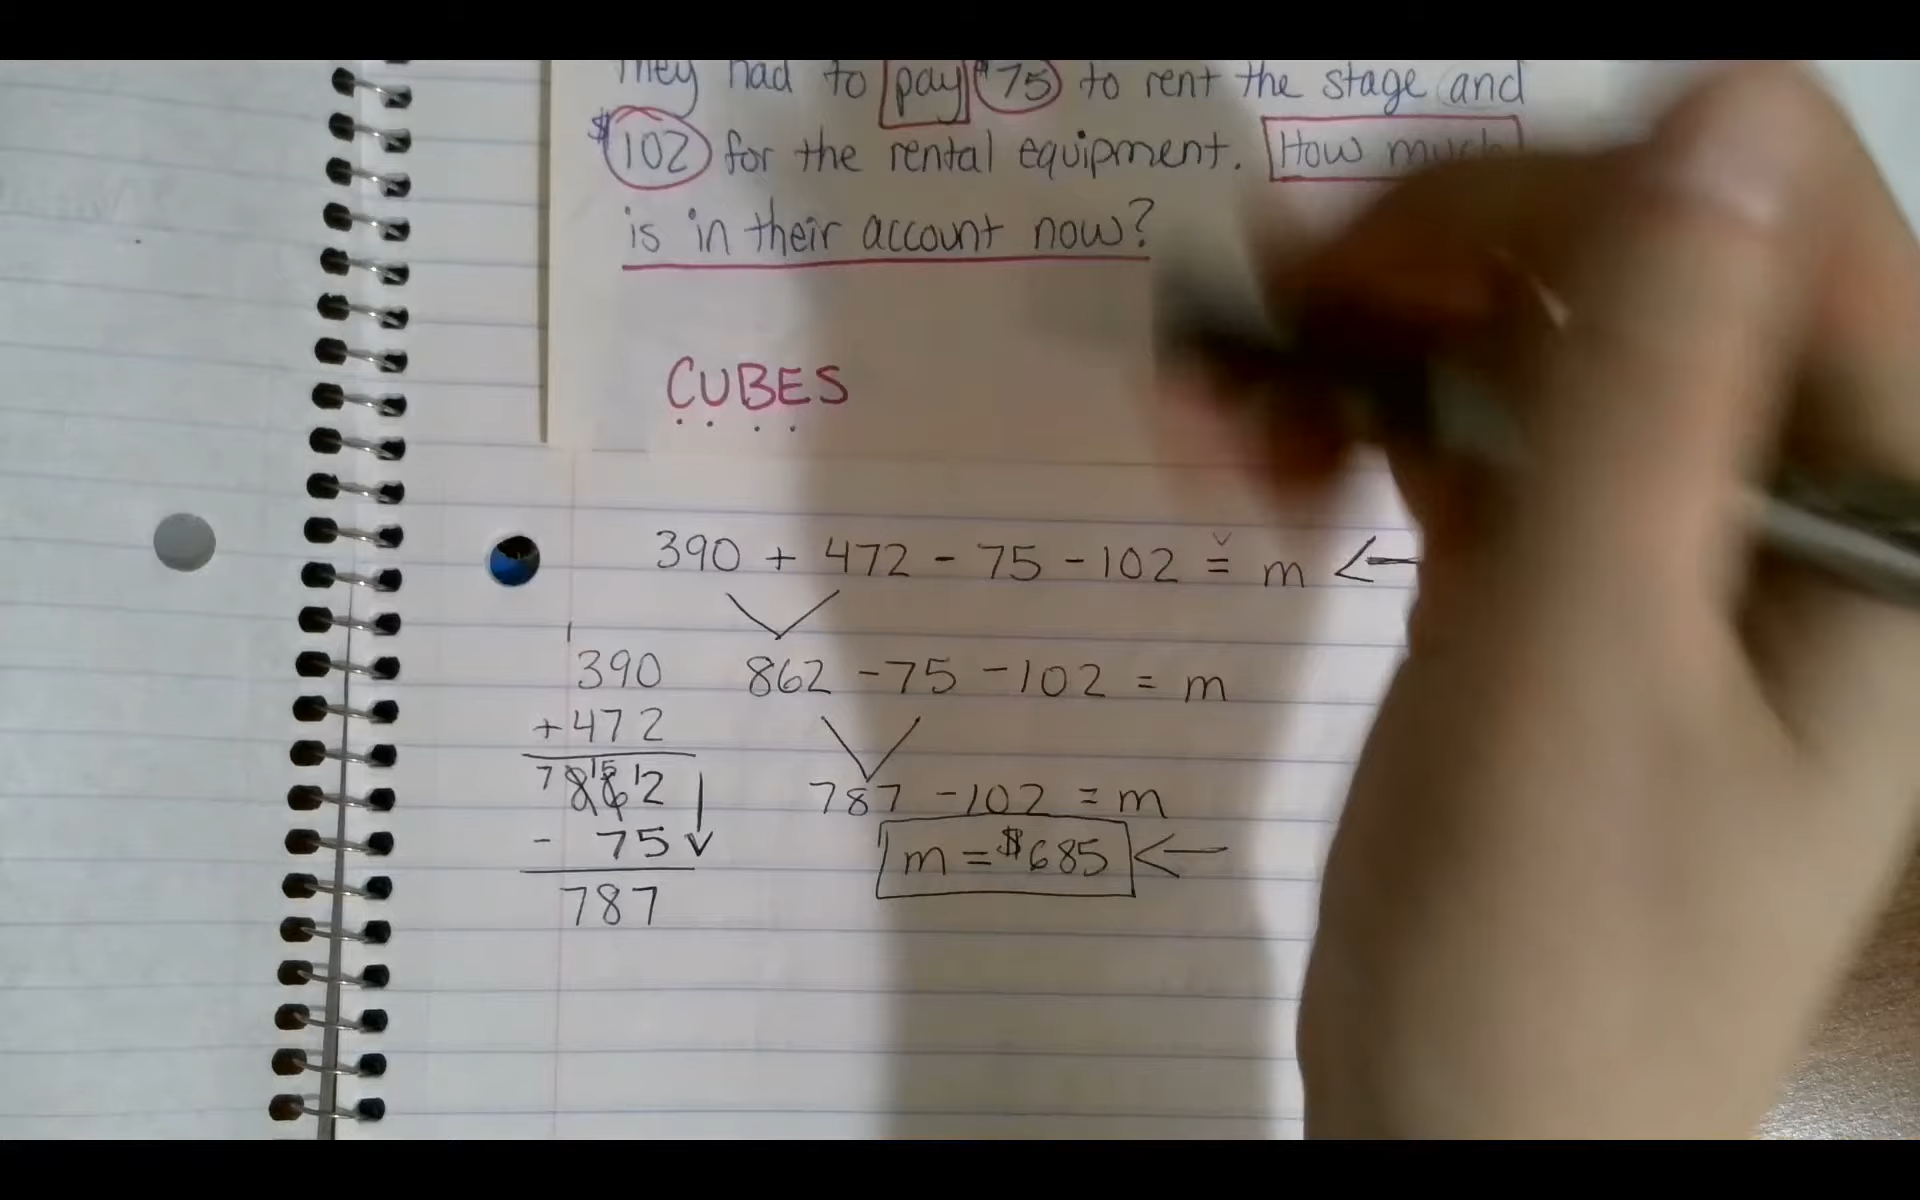 They had to pay $75 to rent the stage and
$102 for the rental equipment. How much
is in their account now?
CUBES
390 + 472 - 75 - 102 = m ←
390
+472
862
- 75
787
862 - 75 - 102 = m
787 - 102 = m
m = $685 ←